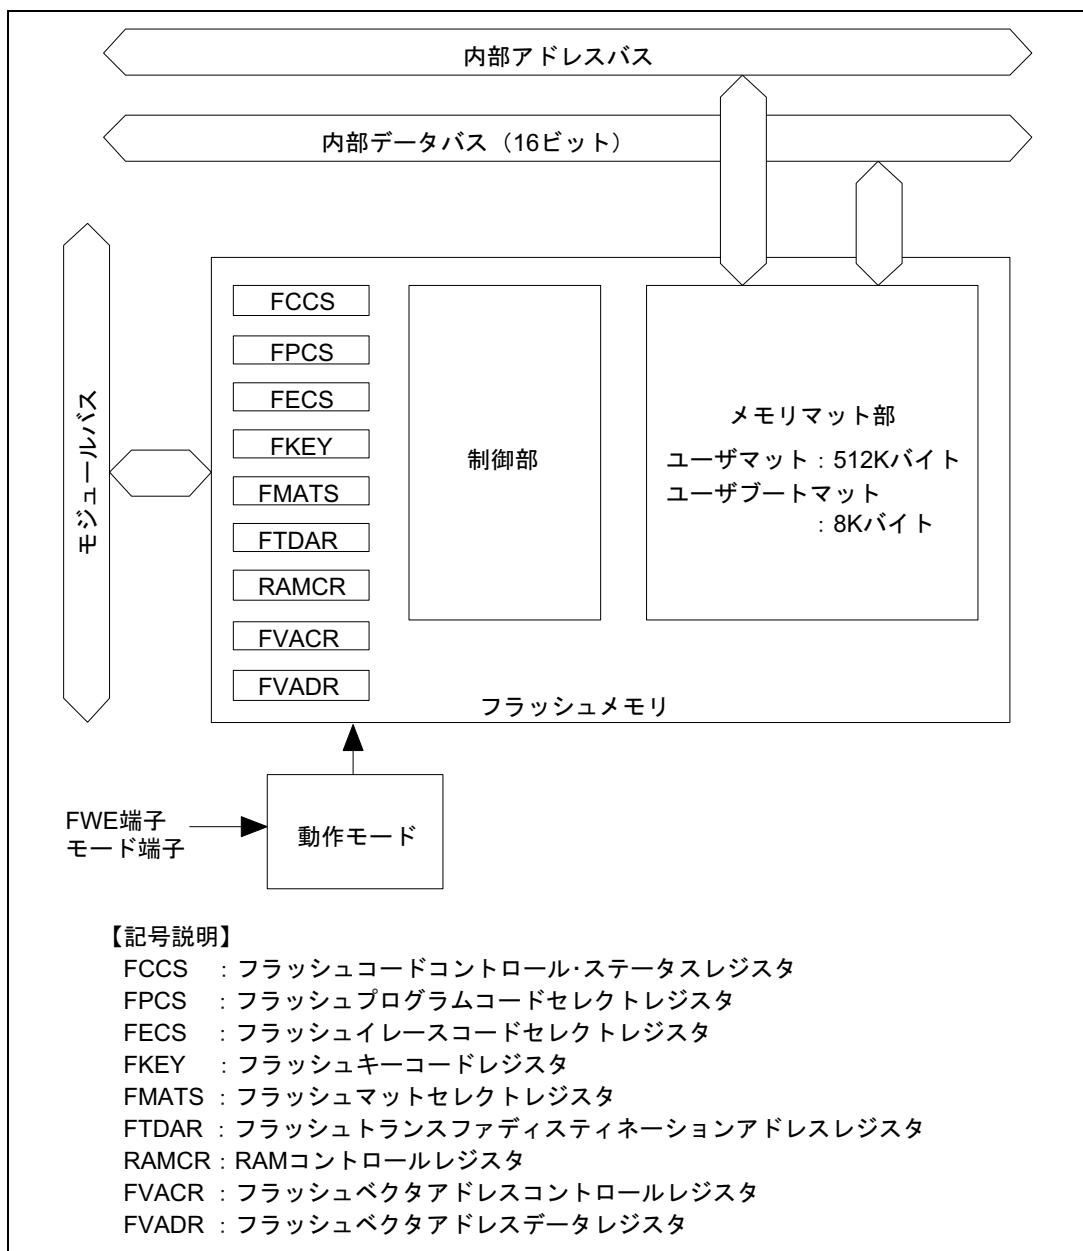 内部アドレスバス
内部データバス（16ビット）
モジュールバス
FCCS
FPCS
FECS
FKEY
FMATS
FTDAR
RAMCR
FVACR
FVADR
制御部
メモリマット部
ユーザマット：512Kバイト
ユーザブートマット
：8Kバイト
フラッシュメモリ
FWE端子
モード端子
動作モード
【記号説明】
FCCS ：フラッシュコードコントロール･ステータスレジスタ
FPCS ：フラッシュプログラムコードセレクトレジスタ
FECS ：フラッシュイレースコードセレクトレジスタ
FKEY ：フラッシュキーコードレジスタ
FMATS ：フラッシュマットセレクトレジスタ
FTDAR ：フラッシュトランスファディスティネーションアドレスレジスタ
RAMCR：RAMコントロールレジスタ
FVACR ：フラッシュベクタアドレスコントロールレジスタ
FVADR ：フラッシュベクタアドレスデータレジスタ